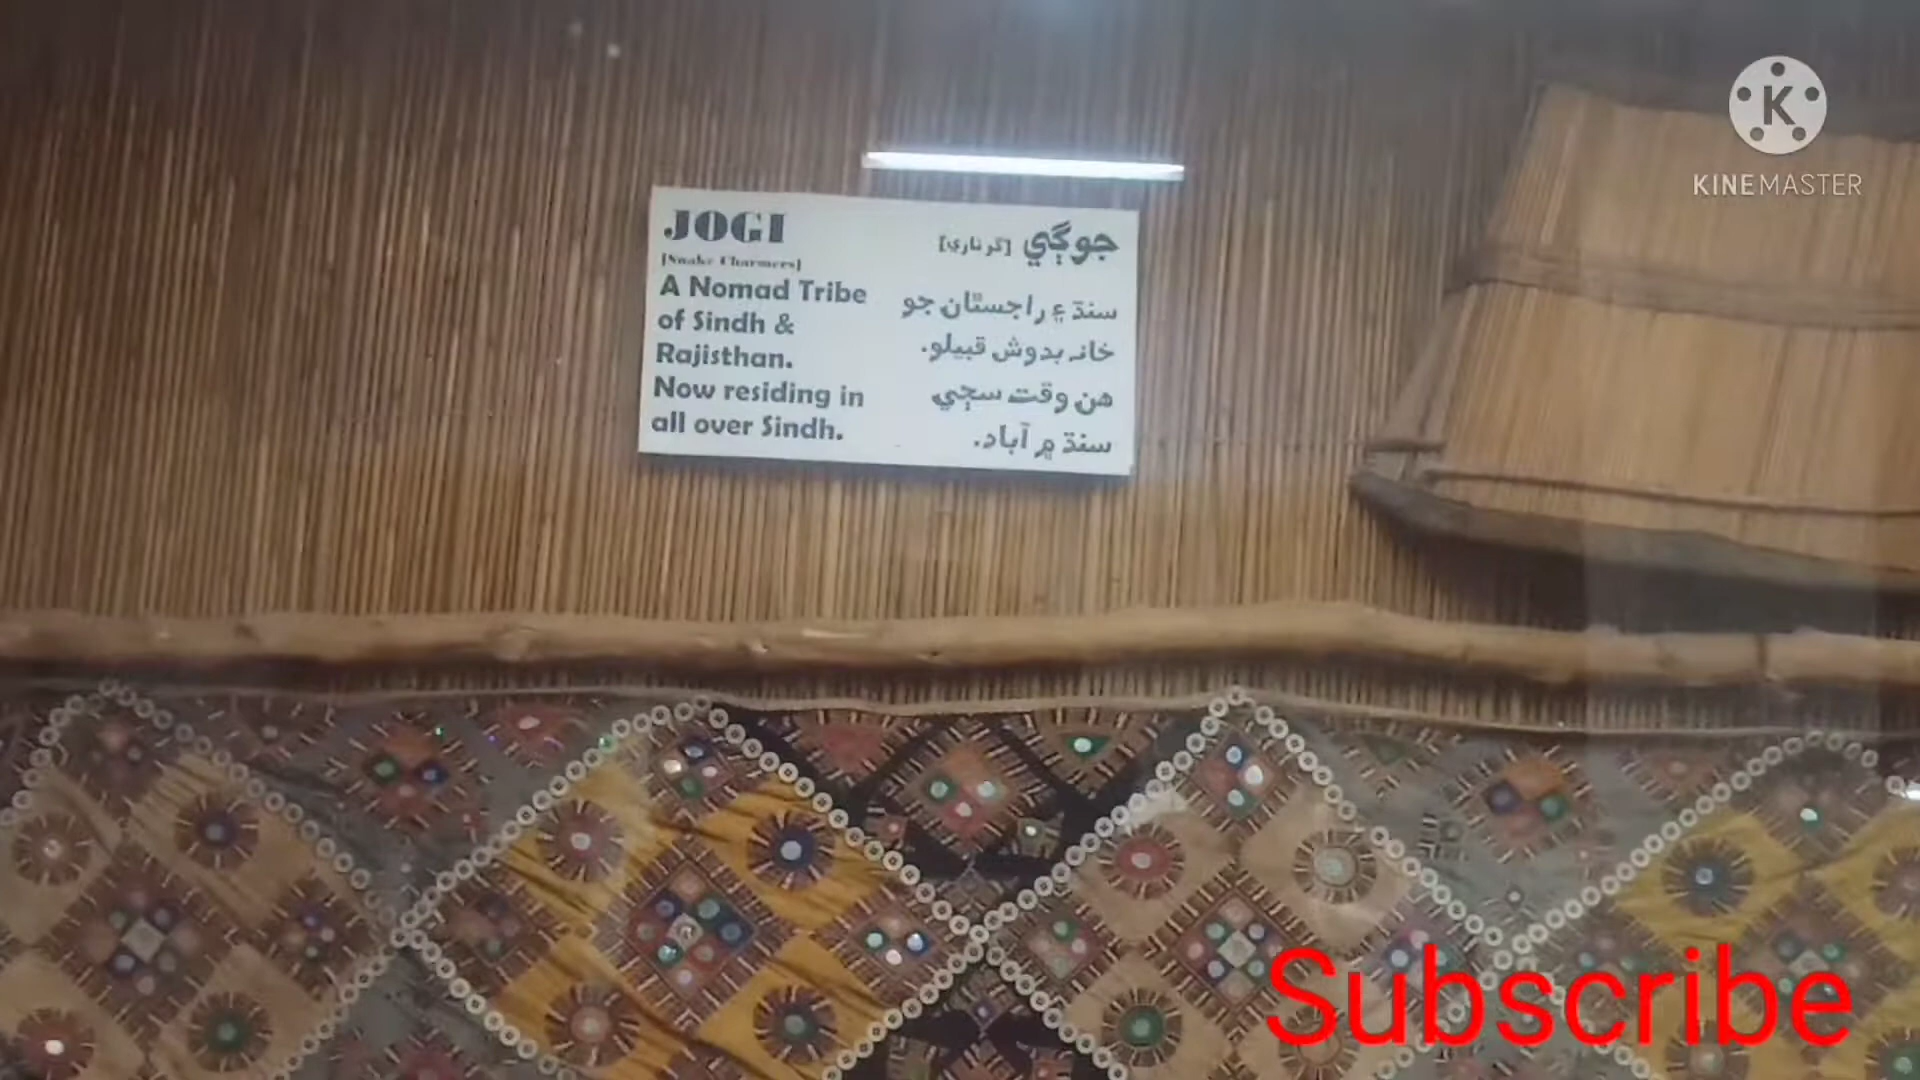 JOGI
[Snake Charmers]
A Nomad Tribe
of Sindh &
Rajisthan.
Now residing in
all over Sindh.
جوڳي [گرناري]
سنڌ ۽ راجستان جو
خانہ بدوش قبيلو.
هن وقت سڄي
سنڌ ۾ آباد.
K
KINEMASTER
Subscribe